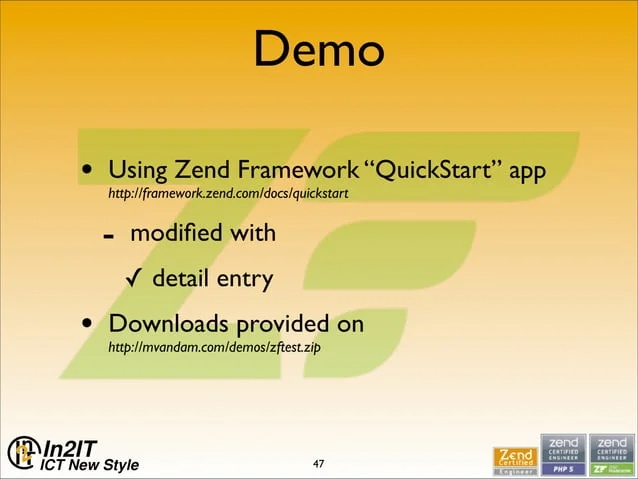 Demo
• Using Zend Framework “QuickStart” app
http://framework.zend.com/docs/quickstart
- modified with
✓ detail entry
• Downloads provided on
http://mvandam.com/demos/zftest.zip
In2IT
ICT New Style
47
Zend
Certified
Engineer
zend
CERTIFIED
ENGINEER
PHP 5
zend
CERTIFIED
ENGINEER
ZF FRAMEWORK